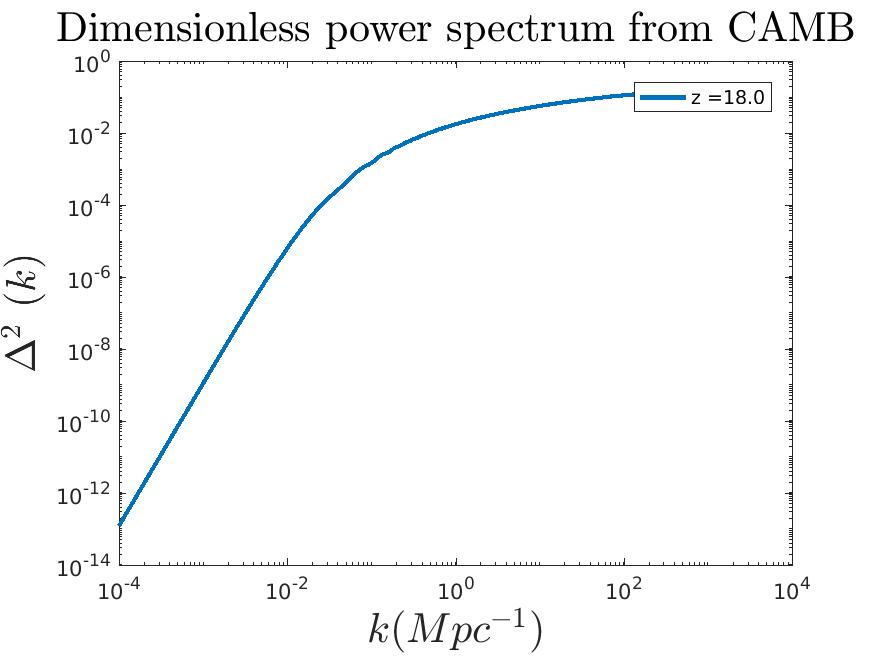 Dimensionless power spectrum from CAMB
10^0
10^-2
10^-4
10^-6
10^-8
10^-10
10^-12
10^-14
Δ^2 (k)
z =18.0
10^-4 10^-2 10^0 10^2 10^4
k(Mpc^-1)